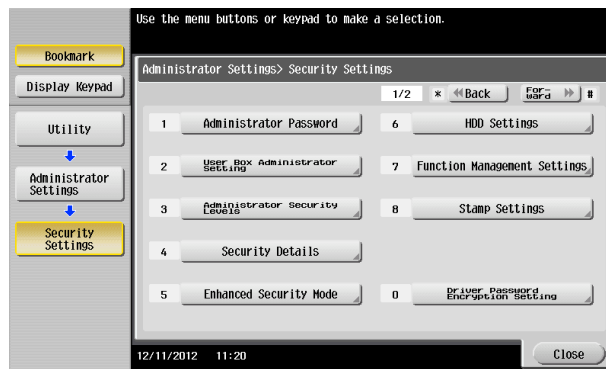 Use the menu buttons or keypad to make a selection.
Bookmark
Display Keypad
Utility
Administrator
Settings
Security
Settings
Administrator Settings> Security Settings
1/2 * Back For-
ward #
1 Administrator Password
2 User Box Administrator
Setting
3 Administrator Security
Levels
4 Security Details
5 Enhanced Security Mode
6 HDD Settings
7 Function Management Settings
8 Stamp Settings
0 Driver Password
Encryption Setting
12/11/2012 11:20
Close